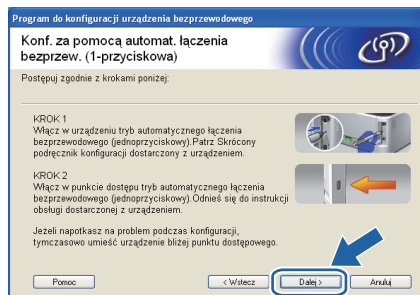 Program do konfiguracji urządzenia bezprzewodowego
Konf. za pomocą automat. łączenia
bezprzew. (1-przyciskowa)
Postępuj zgodnie z krokami poniżej:
KROK 1
Włącz w urządzeniu tryb automatycznego łączenia
bezprzewodowego (jednoprzyciskowy).Patrz Skrócony
podręcznik konfiguracji dostarczony z urządzeniem.
KROK 2
Włącz w punkcie dostępu tryb automatycznego łączenia
bezprzewodowego (jednoprzyciskowy).Odnieś się do instrukcji
obsługi dostarczonej z urządzeniem.
Jeżeli napotkasz na problem podczas konfiguracji,
tymczasowo umieść urządzenie bliżej punktu dostępowego.
Pomoc
< Wstecz
Dalej >
Anuluj